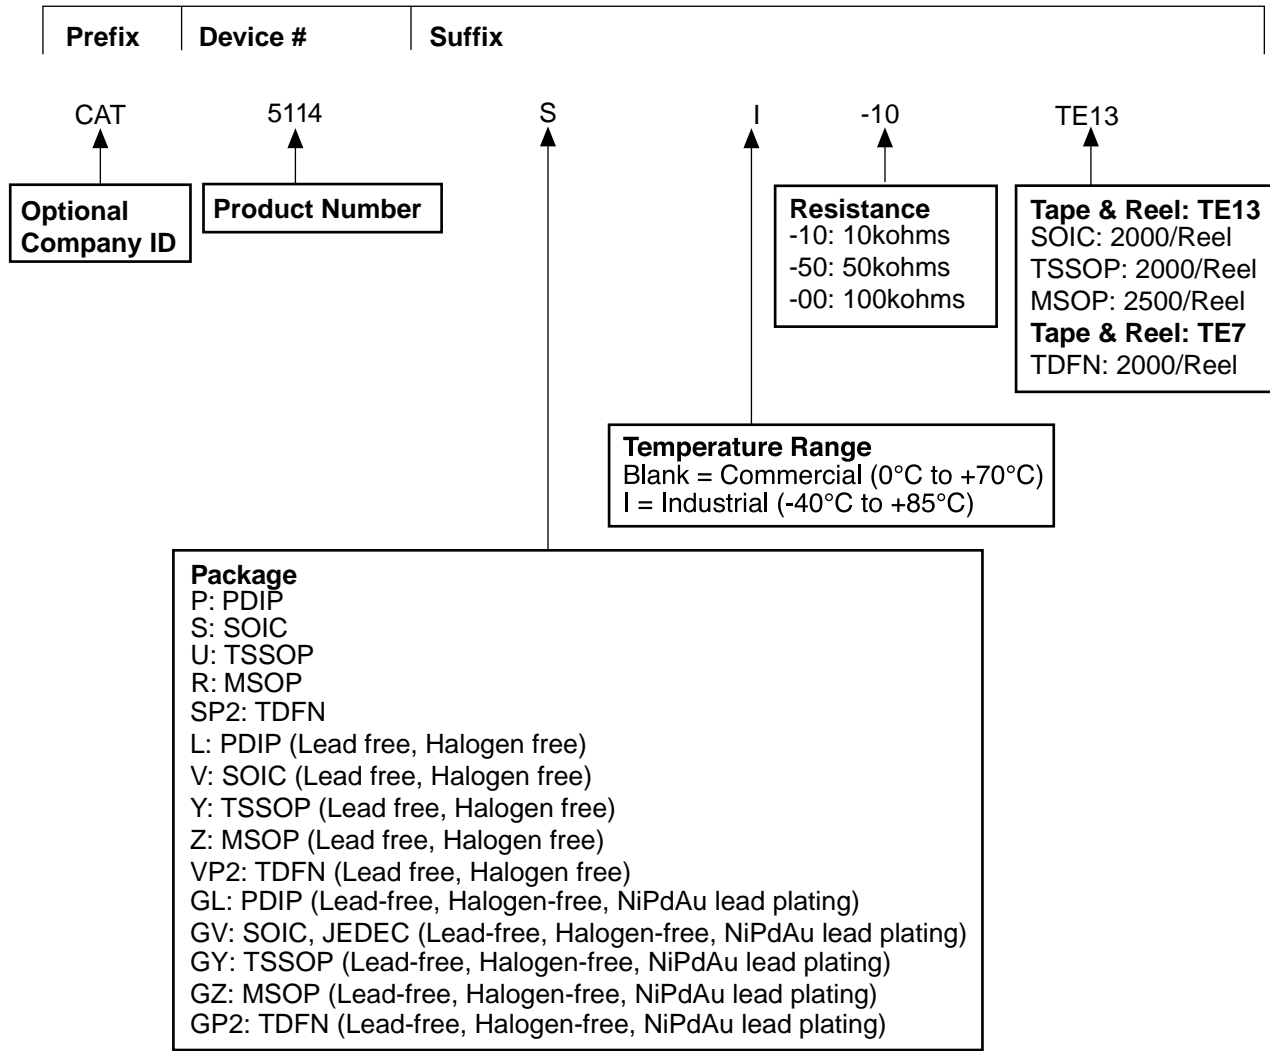 Prefix Device # Suffix
CAT 5114 S I -10 TE13
Optional
Company ID
Product Number
Resistance
-10: 10kohms
-50: 50kohms
-00: 100kohms
Tape & Reel: TE13
SOIC: 2000/Reel
TSSOP: 2000/Reel
MSOP: 2500/Reel
Tape & Reel: TE7
TDFN: 2000/Reel
Temperature Range
Blank = Commercial (0°C to +70°C)
I = Industrial (-40°C to +85°C)
Package
P: PDIP
S: SOIC
U: TSSOP
R: MSOP
SP2: TDFN
L: PDIP (Lead free, Halogen free)
V: SOIC (Lead free, Halogen free)
Y: TSSOP (Lead free, Halogen free)
Z: MSOP (Lead free, Halogen free)
VP2: TDFN (Lead free, Halogen free)
GL: PDIP (Lead-free, Halogen-free, NiPdAu lead plating)
GV: SOIC, JEDEC (Lead-free, Halogen-free, NiPdAu lead plating)
GY: TSSOP (Lead-free, Halogen-free, NiPdAu lead plating)
GZ: MSOP (Lead-free, Halogen-free, NiPdAu lead plating)
GP2: TDFN (Lead-free, Halogen-free, NiPdAu lead plating)